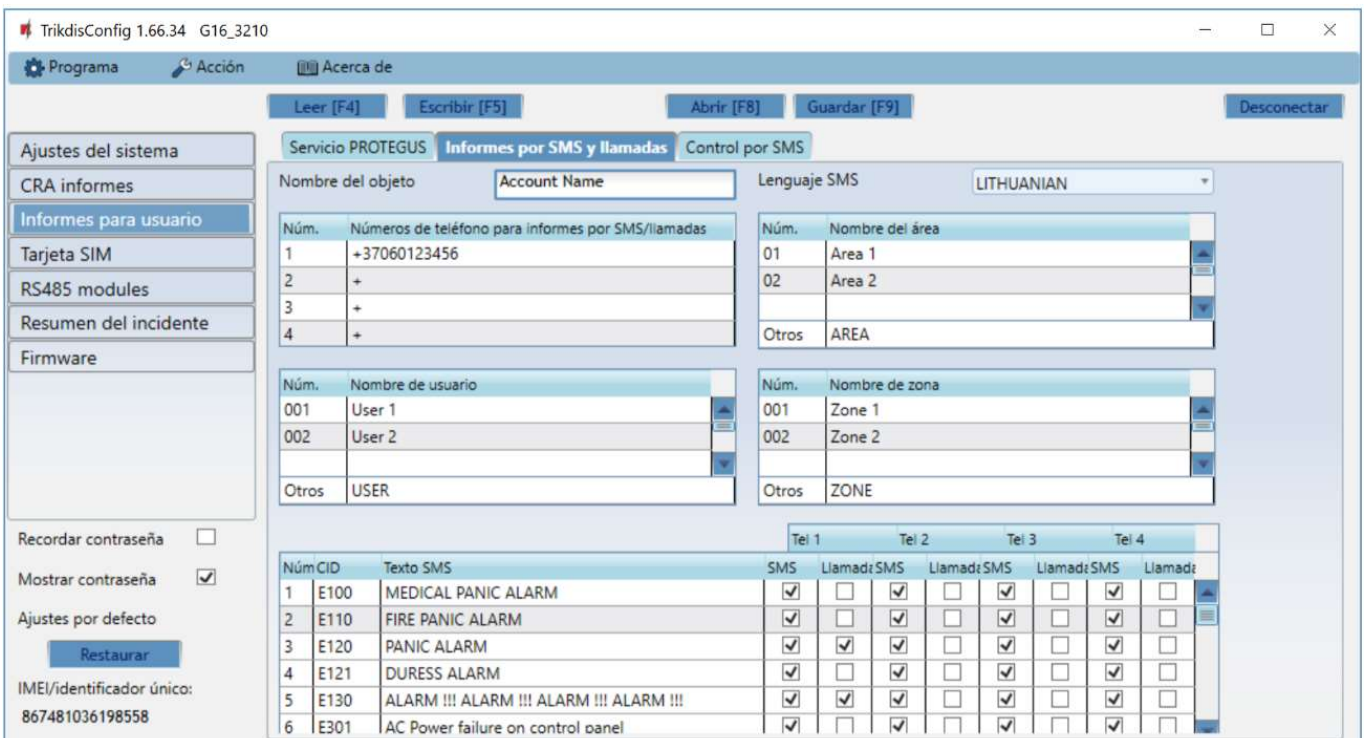 TrikdisConfig 1.66.34 G16_3210
Programa Acción Acerca de
Leer [F4] Escribir [F5] Abrir [F8] Guardar [F9] Desconectar
Ajustes del sistema
CRA informes
Informes para usuario
Tarjeta SIM
RS485 modules
Resumen del incidente
Firmware
Recordar contraseña
Mostrar contraseña
Ajustes por defecto
Restaurar
IMEI/identificador único:
867481036198558
Servicio PROTEGUS Informes por SMS y llamadas Control por SMS
Nombre del objeto Account Name Lenguaje SMS LITHUANIAN
Núm. Números de teléfono para informes por SMS/llamadas
1 +37060123456
2 +
3 +
4 +
Núm. Nombre del área
01 Area 1
02 Area 2
Otros AREA
Núm. Nombre de usuario
001 User 1
002 User 2
Otros USER
Núm. Nombre de zona
001 Zone 1
002 Zone 2
Otros ZONE
Tel 1 Tel 2 Tel 3 Tel 4
Núm CID Texto SMS SMS Llamada SMS Llamada SMS Llamada SMS Llamada
1 E100 MEDICAL PANIC ALARM
2 E110 FIRE PANIC ALARM
3 E120 PANIC ALARM
4 E121 DURESS ALARM
5 E130 ALARM !!! ALARM !!! ALARM !!! ALARM !!!
6 E301 AC Power failure on control panel